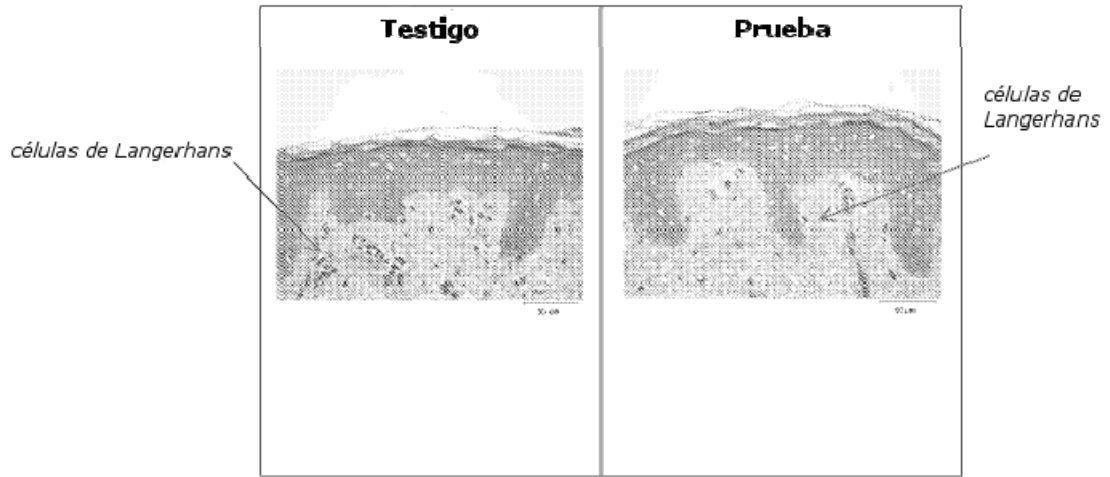 Testigo
Prueba
células de Langerhans
células de
Langerhans